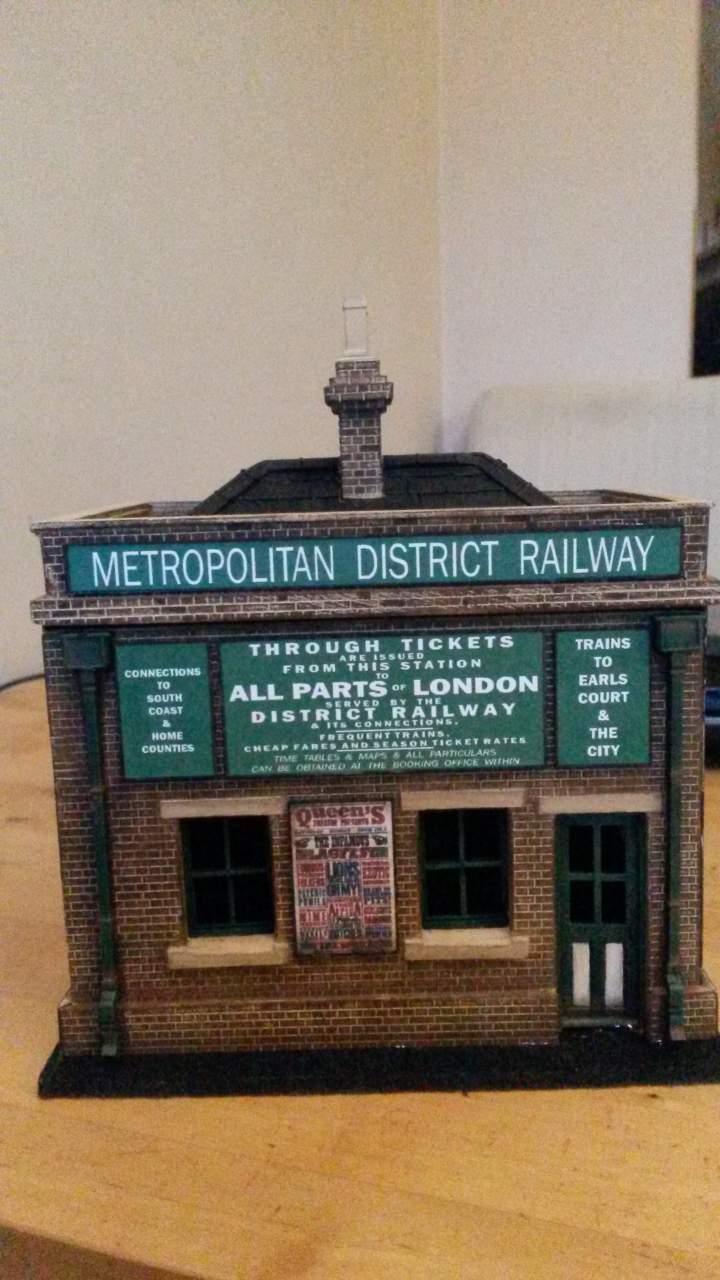 METROPOLITAN DISTRICT RAILWAY
CONNECTIONS
TO
SOUTH
COAST
&
HOME
COUNTIES
THROUGH TICKETS
ARE ISSUED
FROM THIS STATION
TO
ALL PARTS OF LONDON
SERVED BY THE
DISTRICT RAILWAY
& ITS CONNECTIONS.
FREQUENT TRAINS.
CHEAP FARES AND SEASON TICKET RATES
TIME TABLES & MAPS & ALL PARTICULARS
CAN BE OBTAINED AT THE BOOKING OFFICE WITHIN
TRAINS
TO
EARLS
COURT
&
THE
CITY
Queen's
THE INFAMOUS
LIONS